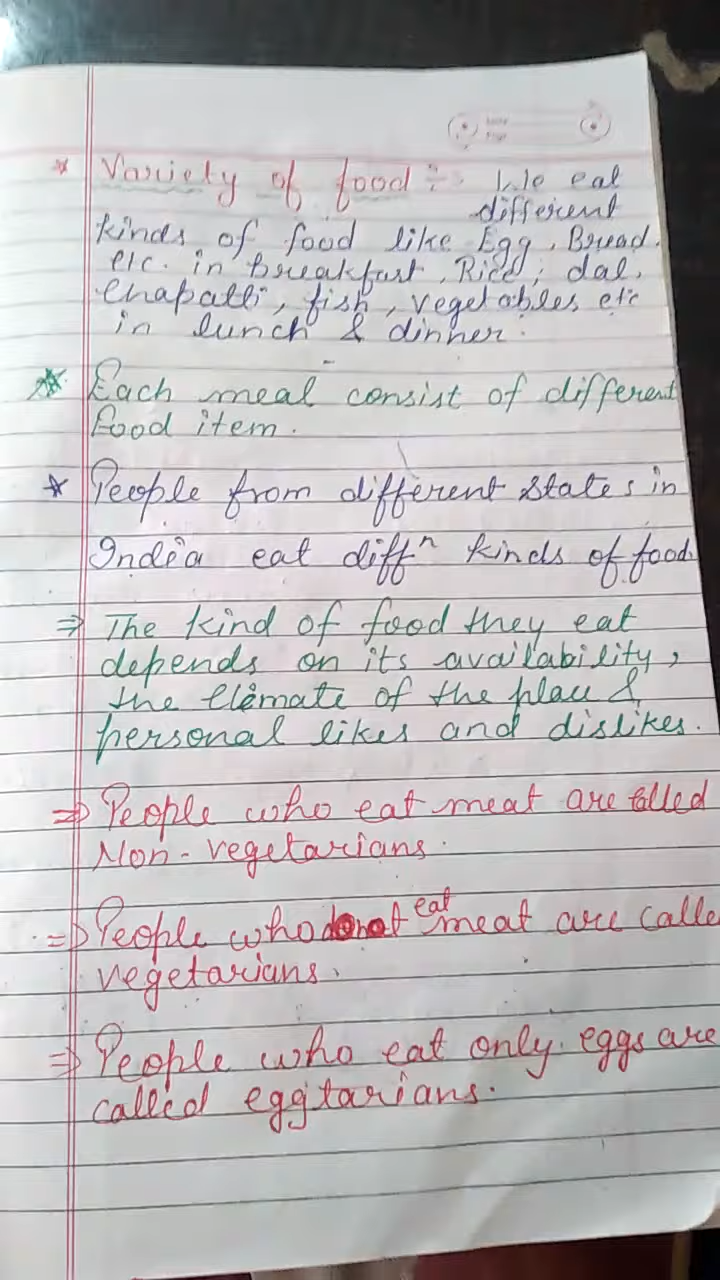 * Variety of food :- We eat
different
kinds of food like Egg, Bread,
etc. in breakfast, Rice, dal,
Chapatti, fish, vegetables etc
in lunch & dinner.
* Each meal consist of different
food item.
* People from different states in
India eat diffⁿ kinds of food.
⇒ The kind of food they eat
depends on its availability,
the climate of the place &
personal likes and dislikes.
⇒ People who eat meat are called
Non-vegetarians.
⇒ People who donot eat meat are calle
vegetarians.
⇒ People who eat only eggs are
called eggtarians.